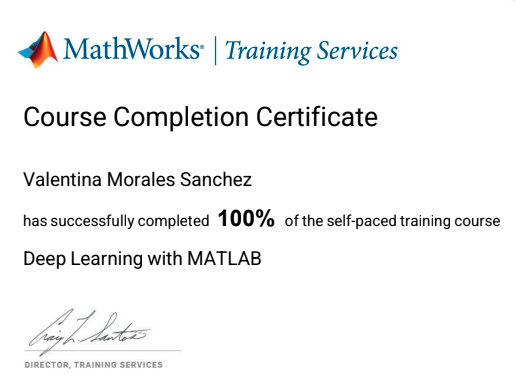 MathWorks® | Training Services
Course Completion Certificate
Valentina Morales Sanchez
has successfully completed 100% of the self-paced training course
Deep Learning with MATLAB
Craig L. Santos
DIRECTOR, TRAINING SERVICES